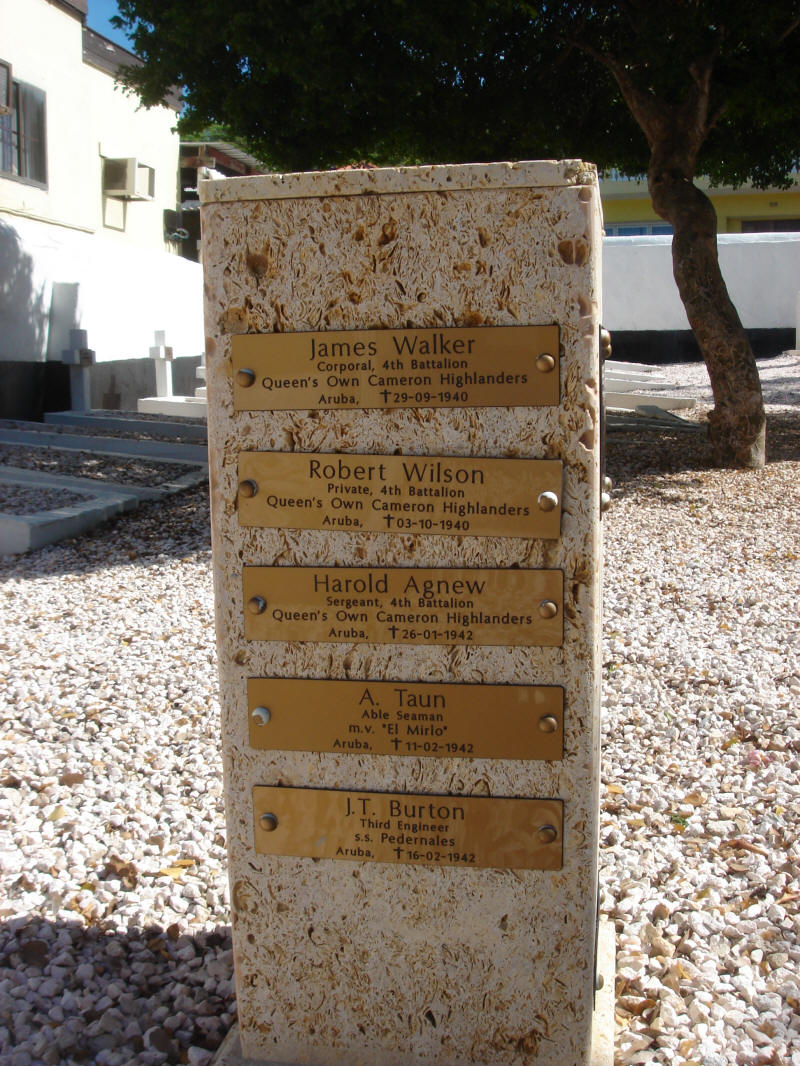 James Walker
Corporal, 4th Battalion
Queen's Own Cameron Highlanders
Aruba, ✝29-09-1940
Robert Wilson
Private, 4th Battalion
Queen's Own Cameron Highlanders
Aruba, ✝03-10-1940
Harold Agnew
Sergeant, 4th Battalion
Queen's Own Cameron Highlanders
Aruba, ✝26-01-1942
A. Taun
Able Seaman
m.v. "El Mirlo"
Aruba, ✝11-02-1942
J.T. Burton
Third Engineer
s.s. Pedernales
Aruba, ✝16-02-1942